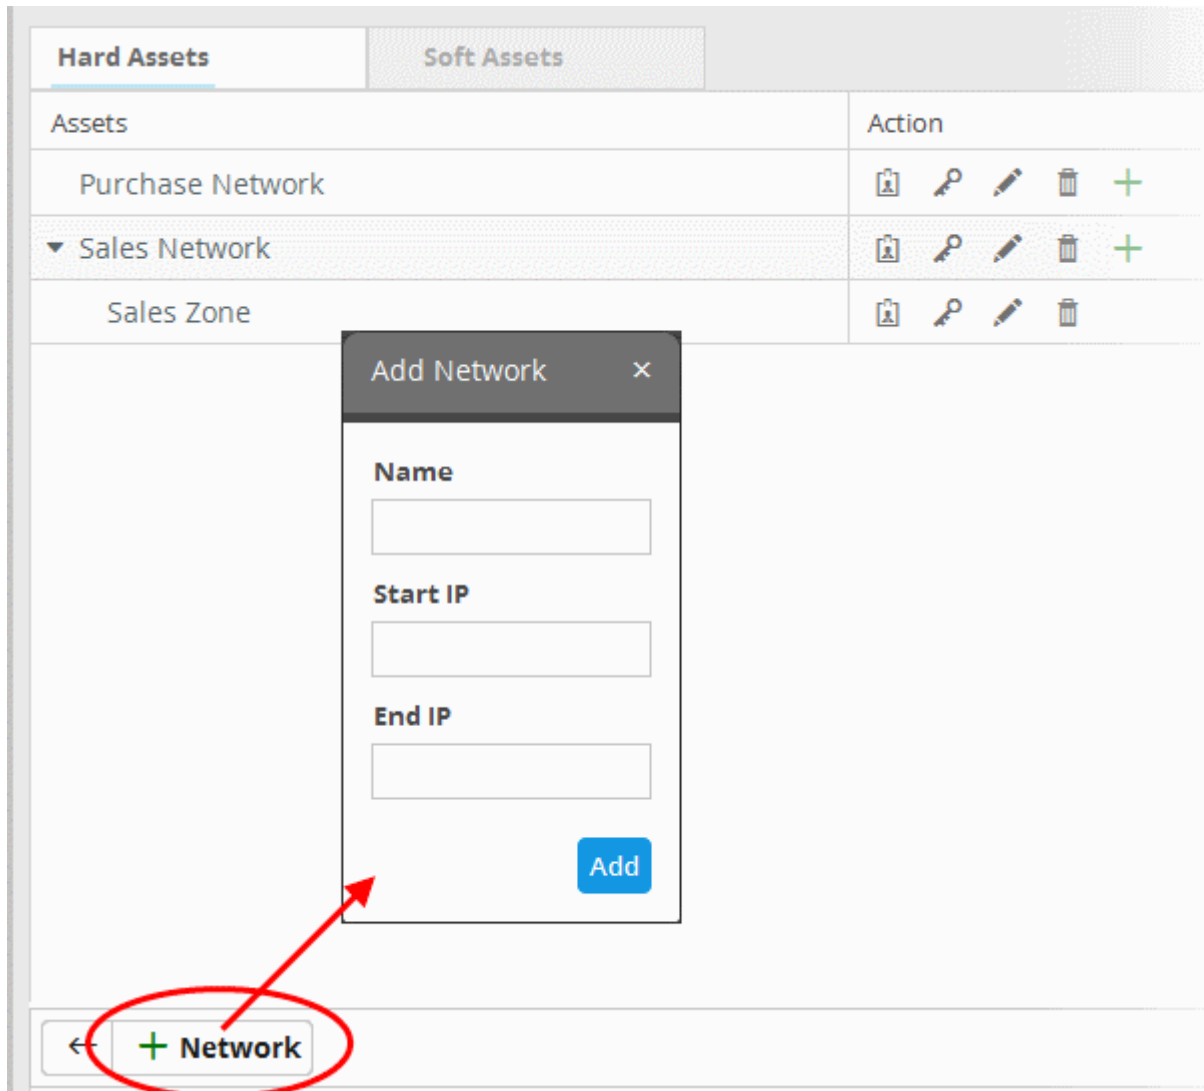 Hard Assets Soft Assets
Assets Action
Purchase Network
Sales Network
Sales Zone
Add Network ×
Name
Start IP
End IP
Add
← + Network